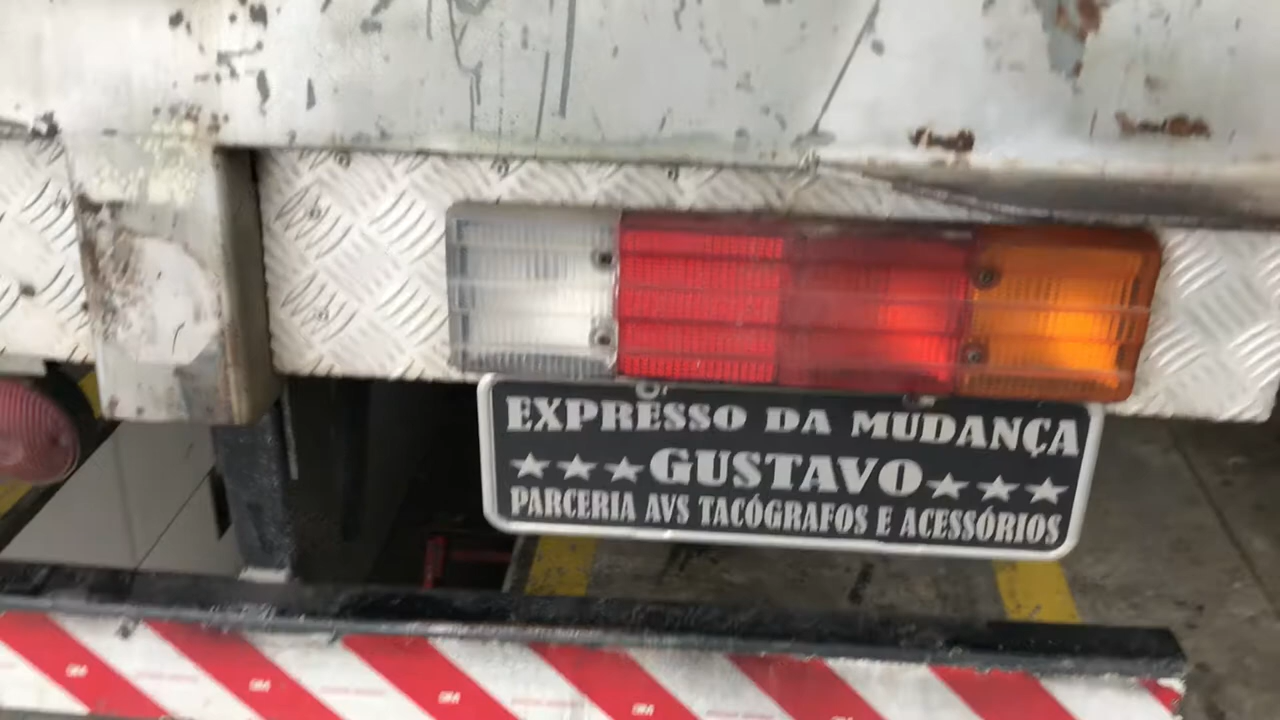 EXPRESSO DA MUDANÇA
GUSTAVO
PARCERIA AVS TACÓGRAFOS E ACESSÓRIOS